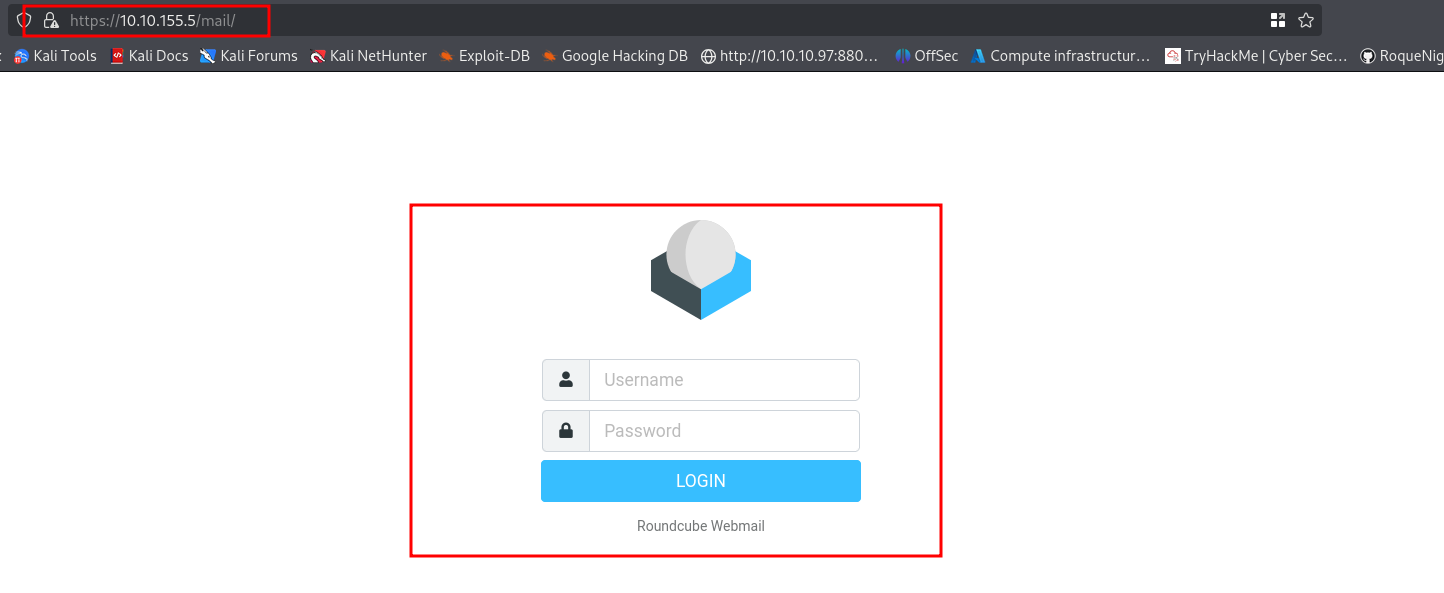 https://10.10.155.5/mail/
Kali Tools Kali Docs Kali Forums Kali NetHunter Exploit-DB Google Hacking DB http://10.10.10.97:880… OffSec Compute infrastructur… TryHackMe | Cyber Sec… RoqueNig
Username
Password
LOGIN
Roundcube Webmail